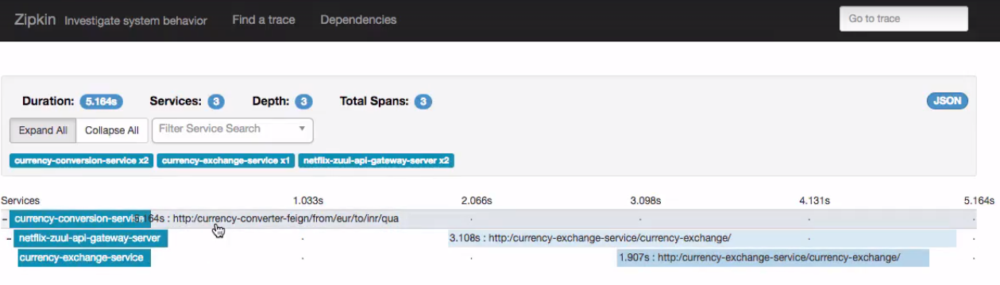 Zipkin Investigate system behavior Find a trace Dependencies Go to trace
Duration: 5.164s Services: 3 Depth: 3 Total Spans: 3 JSON
Expand All Collapse All Filter Service Search
currency-conversion-service x2 currency-exchange-service x1 netflix-zuul-api-gateway-server x2
Services 1.033s 2.066s 3.098s 4.131s 5.164s
- currency-conversion-service 5.164s : http:/currency-converter-feign/from/eur/to/inr/qua
- netflix-zuul-api-gateway-server 3.108s : http:/currency-exchange-service/currency-exchange/
currency-exchange-service 1.907s : http:/currency-exchange-service/currency-exchange/